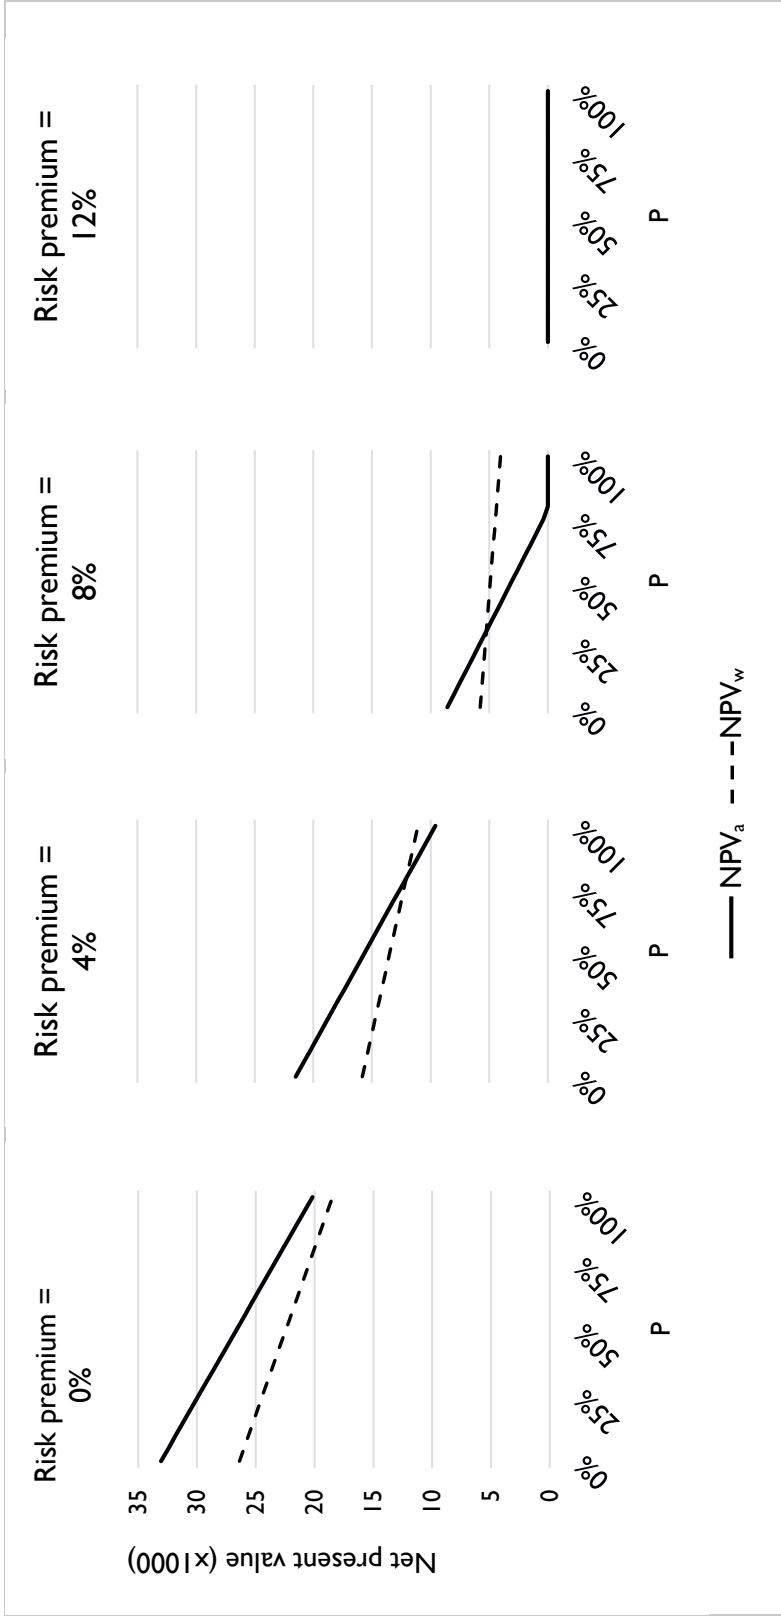 Risk premium =
0%
Risk premium =
4%
Risk premium =
8%
Risk premium =
12%
Net present value (x1000)
35
30
25
20
15
10
5
0
0%
25%
50%
75%
100%
P
0%
25%
50%
75%
100%
P
0%
25%
50%
75%
100%
P
0%
25%
50%
75%
100%
P
NPVa
NPVw